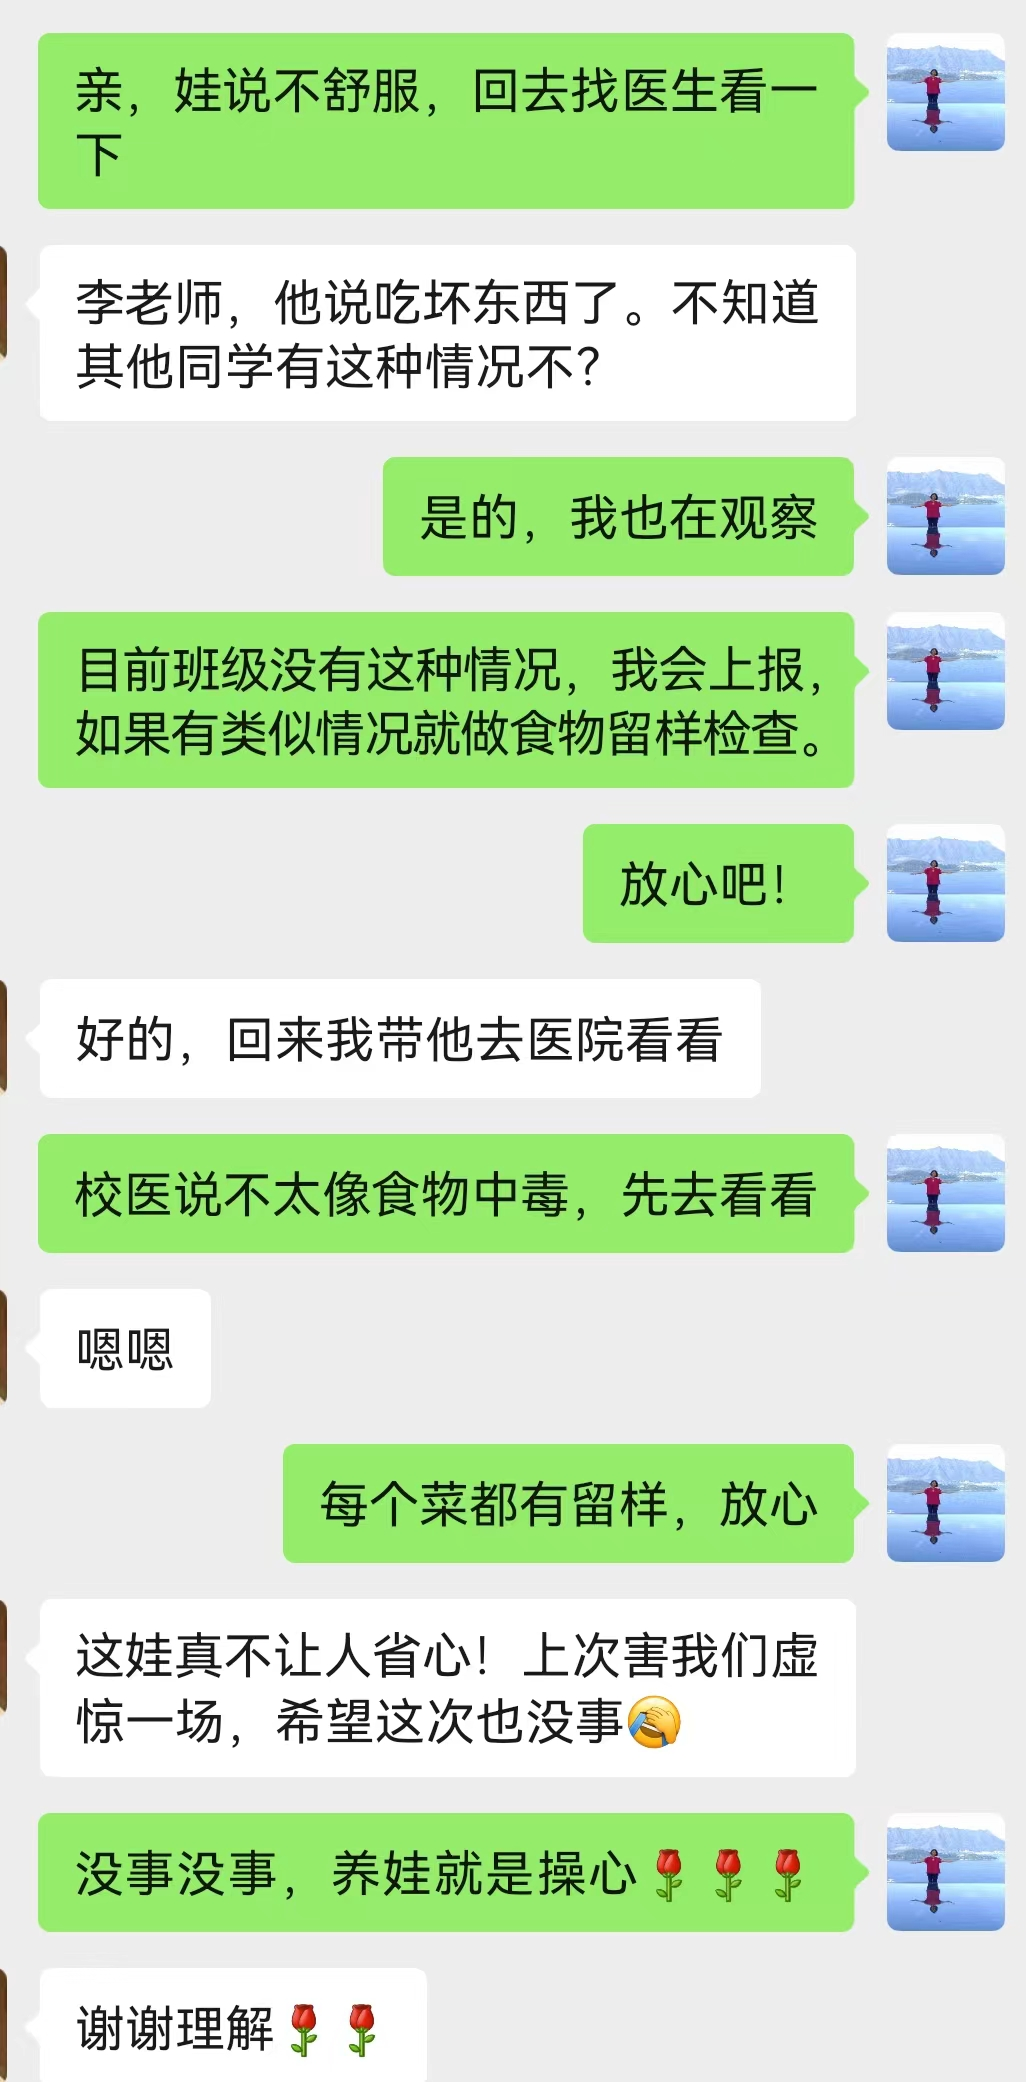 亲，娃说不舒服，回去找医生看一
下
李老师，他说吃坏东西了。不知道
其他同学有这种情况不？
是的，我也在观察
目前班级没有这种情况，我会上报，
如果有类似情况就做食物留样检查。
放心吧！
好的，回来我带他去医院看看
校医说不太像食物中毒，先去看看
嗯嗯
每个菜都有留样，放心
这娃真不让人省心！上次害我们虚
惊一场，希望这次也没事🤦
没事没事，养娃就是操心🌹🌹🌹
谢谢理解🌹🌹